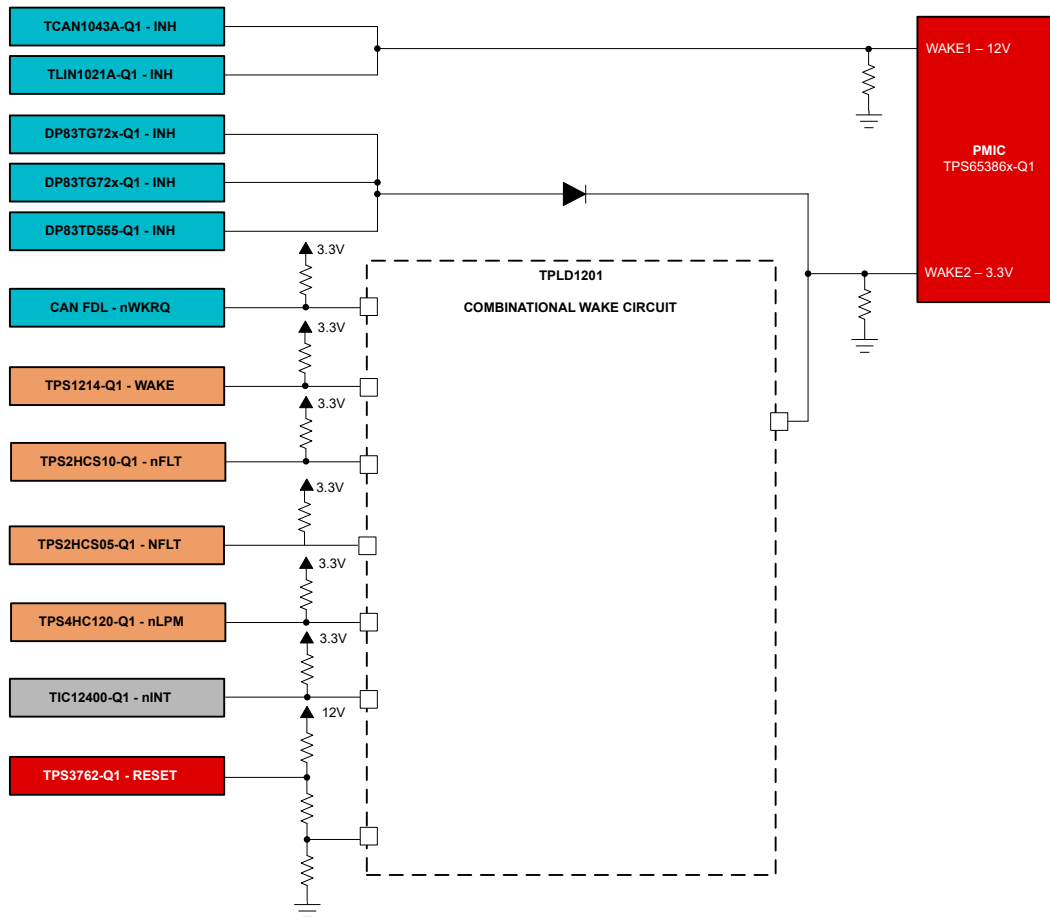 TCAN1043A-Q1 - INH
TLIN1021A-Q1 - INH
WAKE1 – 12V
DP83TG72x-Q1 - INH
DP83TG72x-Q1 - INH
DP83TD555-Q1 - INH
PMIC
TPS65386x-Q1
WAKE2 – 3.3V
3.3V
TPLD1201
COMBINATIONAL WAKE CIRCUIT
CAN FDL - nWKRQ
3.3V
TPS1214-Q1 - WAKE
3.3V
TPS2HCS10-Q1 - nFLT
3.3V
TPS2HCS05-Q1 - NFLT
3.3V
TPS4HC120-Q1 - nLPM
3.3V
TIC12400-Q1 - nINT
12V
TPS3762-Q1 - RESET